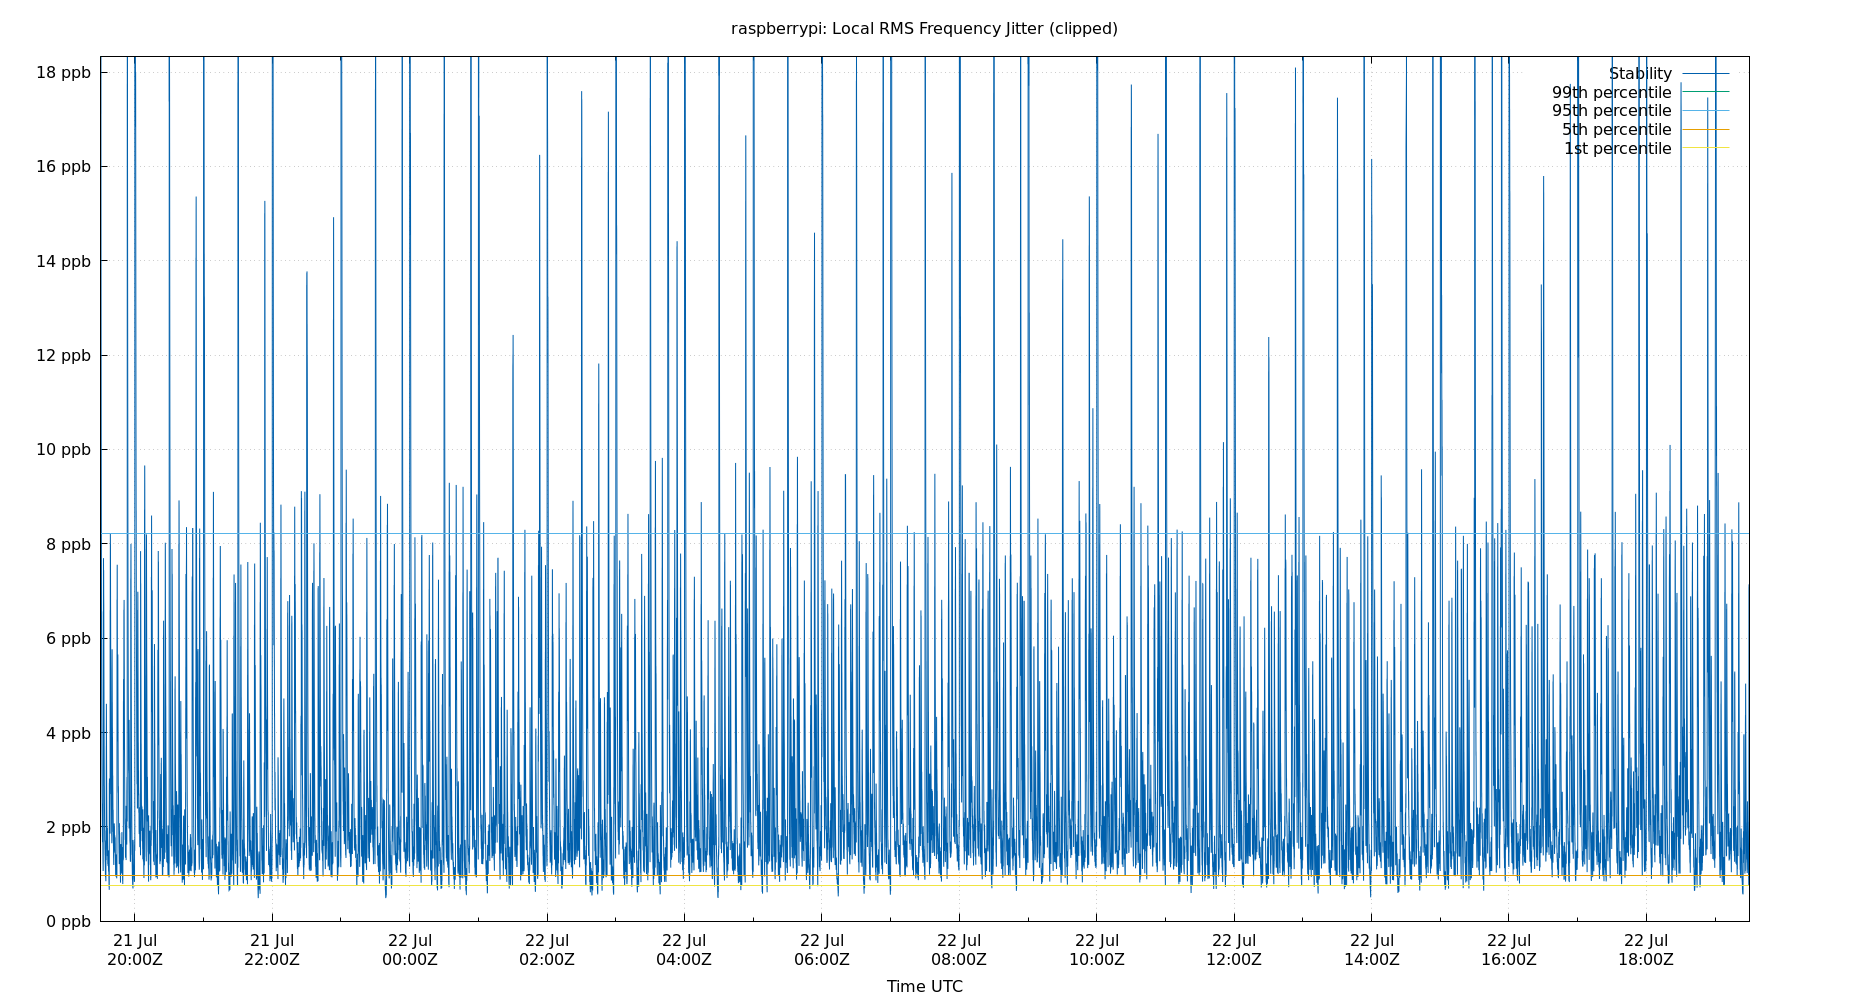 raspberrypi: Local RMS Frequency Jitter (clipped)
18 ppb
16 ppb
14 ppb
12 ppb
10 ppb
8 ppb
6 ppb
4 ppb
2 ppb
0 ppb
Stability
99th percentile
95th percentile
5th percentile
1st percentile
21 Jul 21 Jul 22 Jul 22 Jul 22 Jul 22 Jul 22 Jul 22 Jul 22 Jul 22 Jul 22 Jul 22 Jul
20:00Z 22:00Z 00:00Z 02:00Z 04:00Z 06:00Z 08:00Z 10:00Z 12:00Z 14:00Z 16:00Z 18:00Z
Time UTC